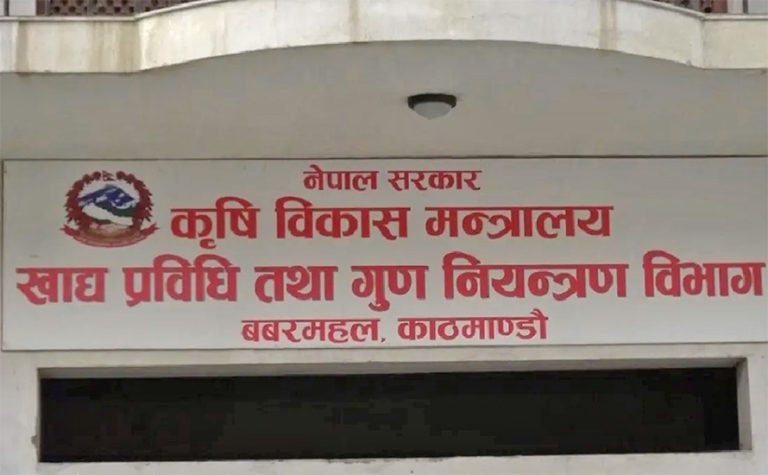 नेपाल सरकार
कृषि विकास मन्त्रालय
खाद्य प्रविधि तथा गुण नियन्त्रण विभाग
बबरमहल, काठमाण्डौ